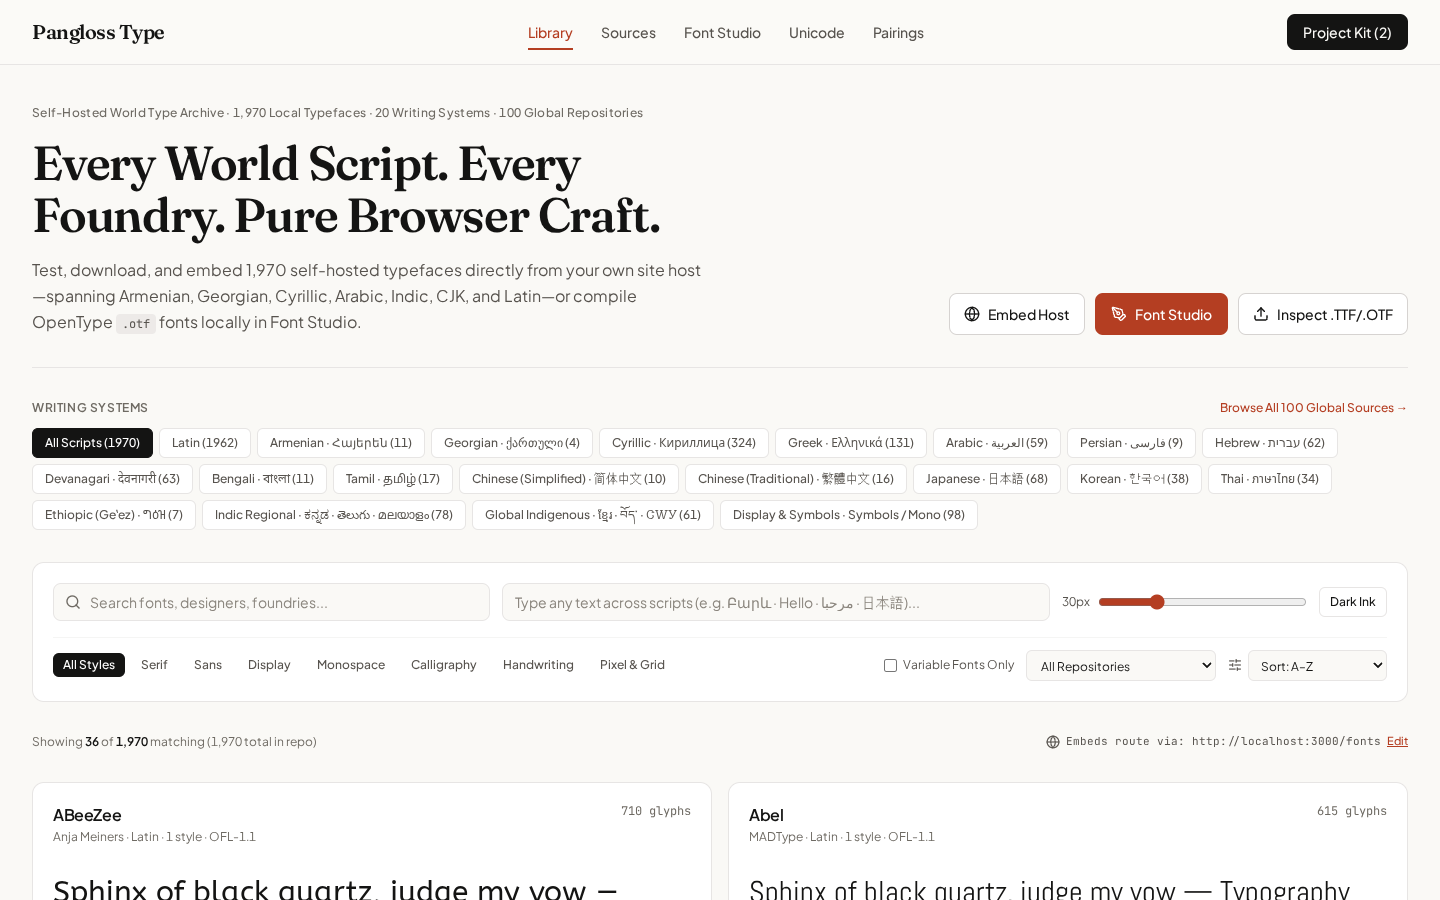 Pangloss Type
Library
Sources
Font Studio
Unicode
Pairings
Project Kit (2)
Self-Hosted World Type Archive · 1,970 Local Typefaces · 20 Writing Systems · 100 Global Repositories
Every World Script. Every
Foundry. Pure Browser Craft.
Test, download, and embed 1,970 self-hosted typefaces directly from your own site host
—spanning Armenian, Georgian, Cyrillic, Arabic, Indic, CJK, and Latin—or compile
OpenType .otf fonts locally in Font Studio.
Embed Host
Font Studio
Inspect .TTF/.OTF
WRITING SYSTEMS
Browse All 100 Global Sources →
All Scripts (1970)
Latin (1962)
Armenian · Հայերեն (11)
Georgian · ქართული (4)
Cyrillic · Кириллица (324)
Greek · Ελληνικά (131)
Arabic · العربية (59)
Persian · فارسی (9)
Hebrew · עברית (62)
Devanagari · देवनागरी (63)
Bengali · বাংলা (11)
Tamil · தமிழ் (17)
Chinese (Simplified) · 简体中文 (10)
Chinese (Traditional) · 繁體中文 (16)
Japanese · 日本語 (68)
Korean · 한국어 (38)
Thai · ภาษาไทย (34)
Ethiopic (Ge'ez) · ግዕዝ (7)
Indic Regional · ಕನ್ನಡ · తెలుగు · മലയാളം (78)
Global Indigenous · ខ្មែរ · བོད་ · ᏣᎳᎩ (61)
Display & Symbols · Symbols / Mono (98)
Search fonts, designers, foundries...
Type any text across scripts (e.g. Բարև · Hello · مرحبا · 日本語)...
30px
Dark Ink
All Styles
Serif
Sans
Display
Monospace
Calligraphy
Handwriting
Pixel & Grid
Variable Fonts Only
All Repositories
Sort: A–Z
Showing 36 of 1,970 matching (1,970 total in repo)
Embeds route via: http://localhost:3000/fonts Edit
ABeeZee
710 glyphs
Anja Meiners · Latin · 1 style · OFL-1.1
Sphinx of black quartz, judge my vow —
Abel
615 glyphs
MADType · Latin · 1 style · OFL-1.1
Sphinx of black quartz, judge my vow — Typography